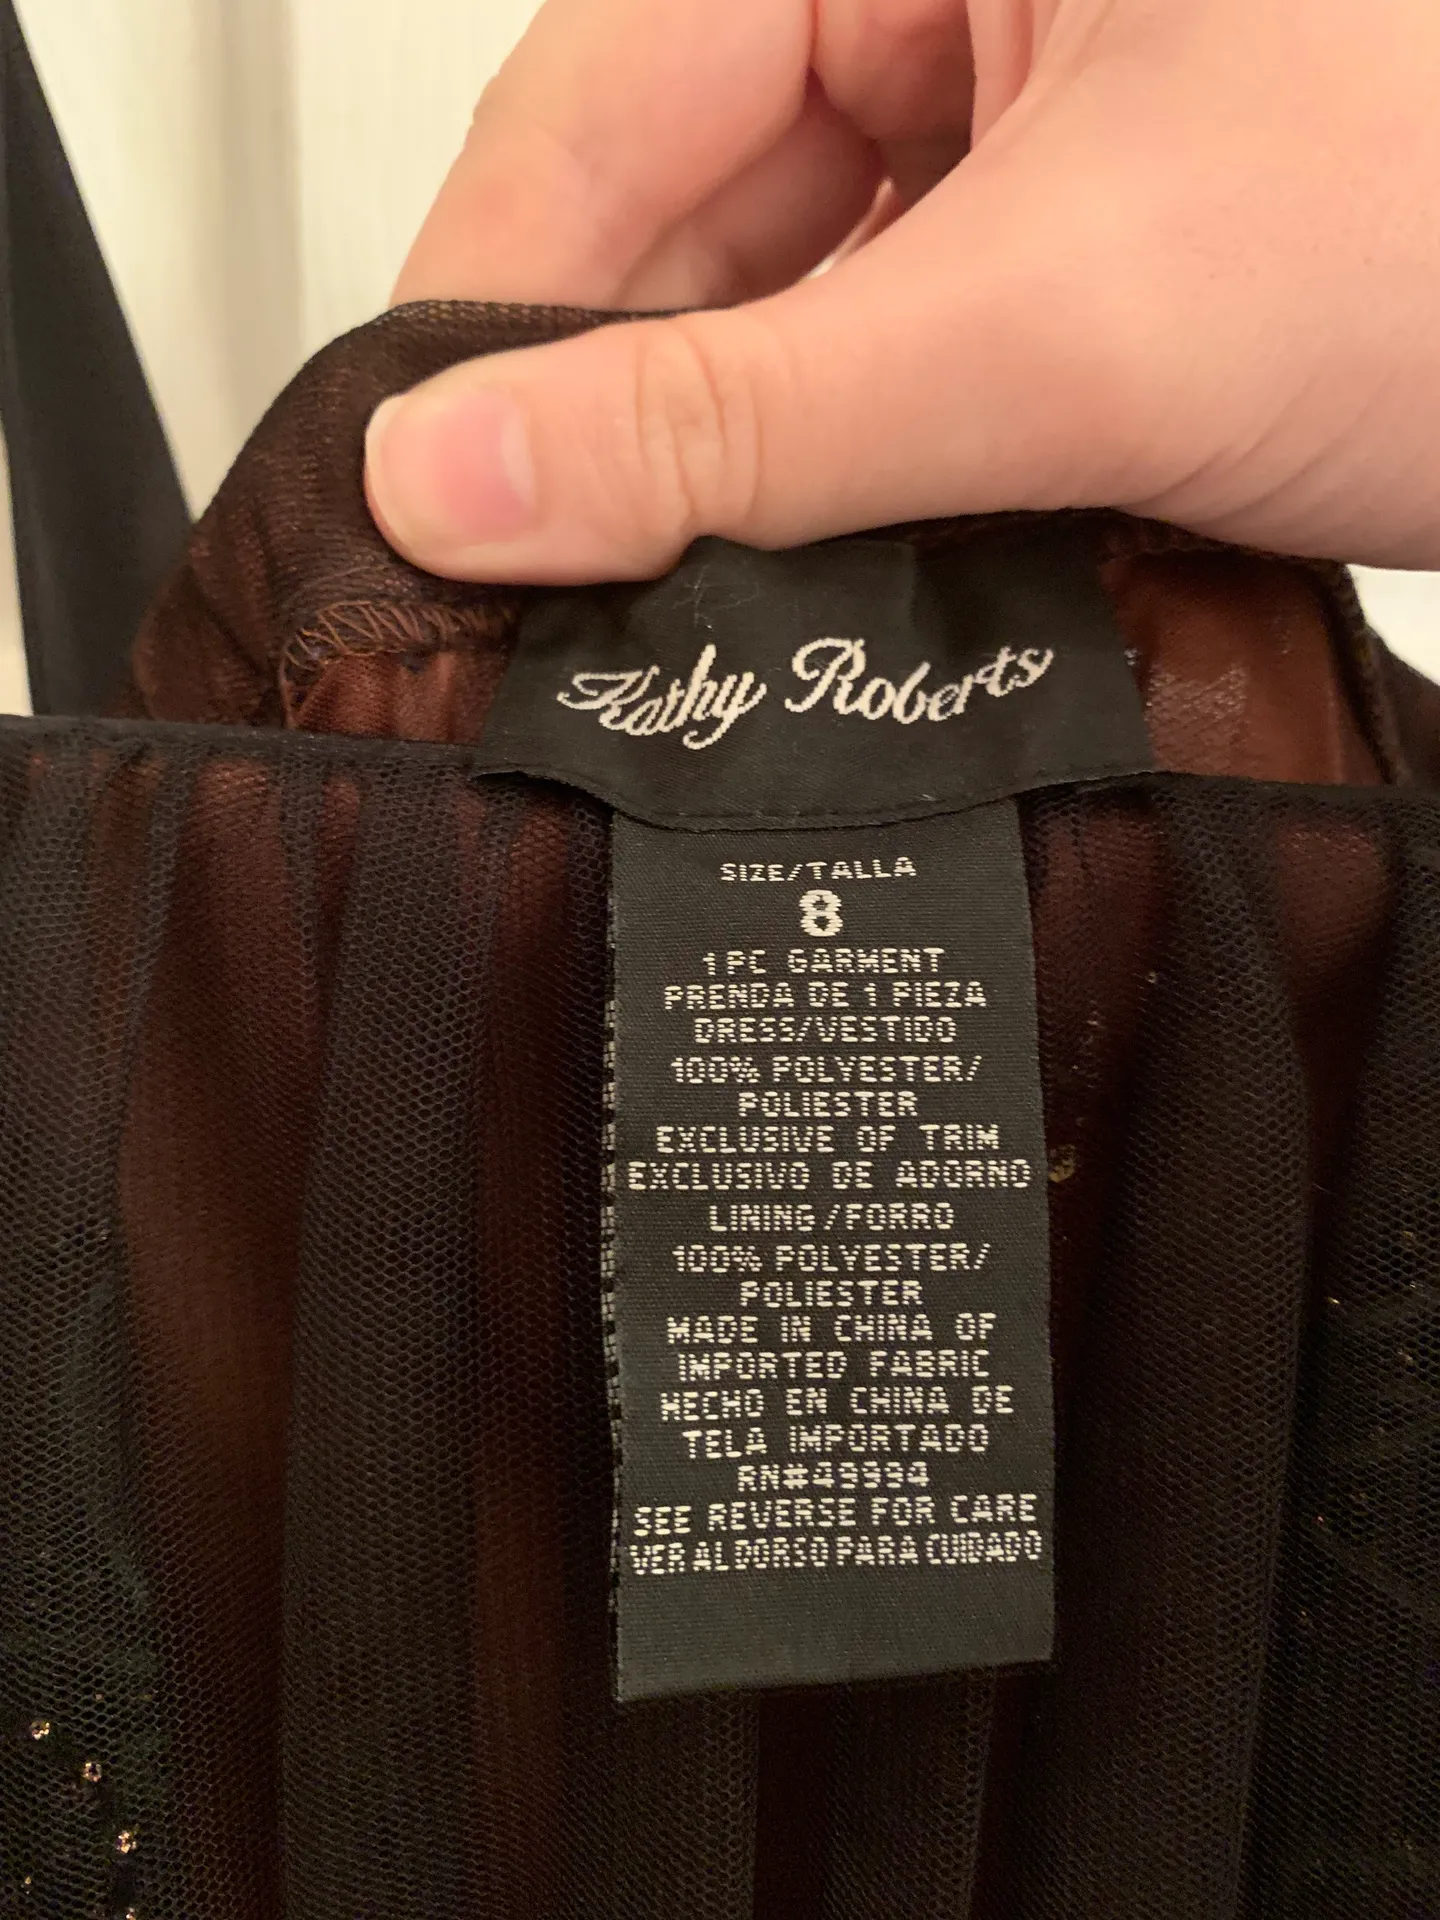 Kathy Roberts
SIZE/TALLA
8
1 PC GARMENT
PRENDA DE 1 PIEZA
DRESS/VESTIDO
100% POLYESTER/
POLIESTER
EXCLUSIVE OF TRIM
EXCLUSIVO DE ADORNO
LINING/FORRO
100% POLYESTER/
POLIESTER
MADE IN CHINA OF
IMPORTED FABRIC
HECHO EN CHINA DE
TELA IMPORTADO
RN#49994
SEE REVERSE FOR CARE
VER AL DORSO PARA CUIDADO